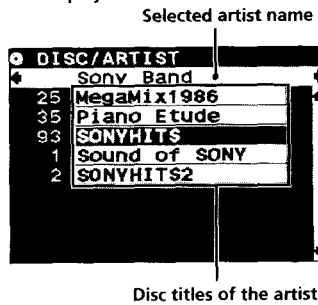 Selected artist name
DISC/ARTIST
Sony Band
25 MegaMix1986
35 Piano Etude
93 SONYHITS
1 Sound of SONY
2 SONYHITS2
Disc titles of the artist